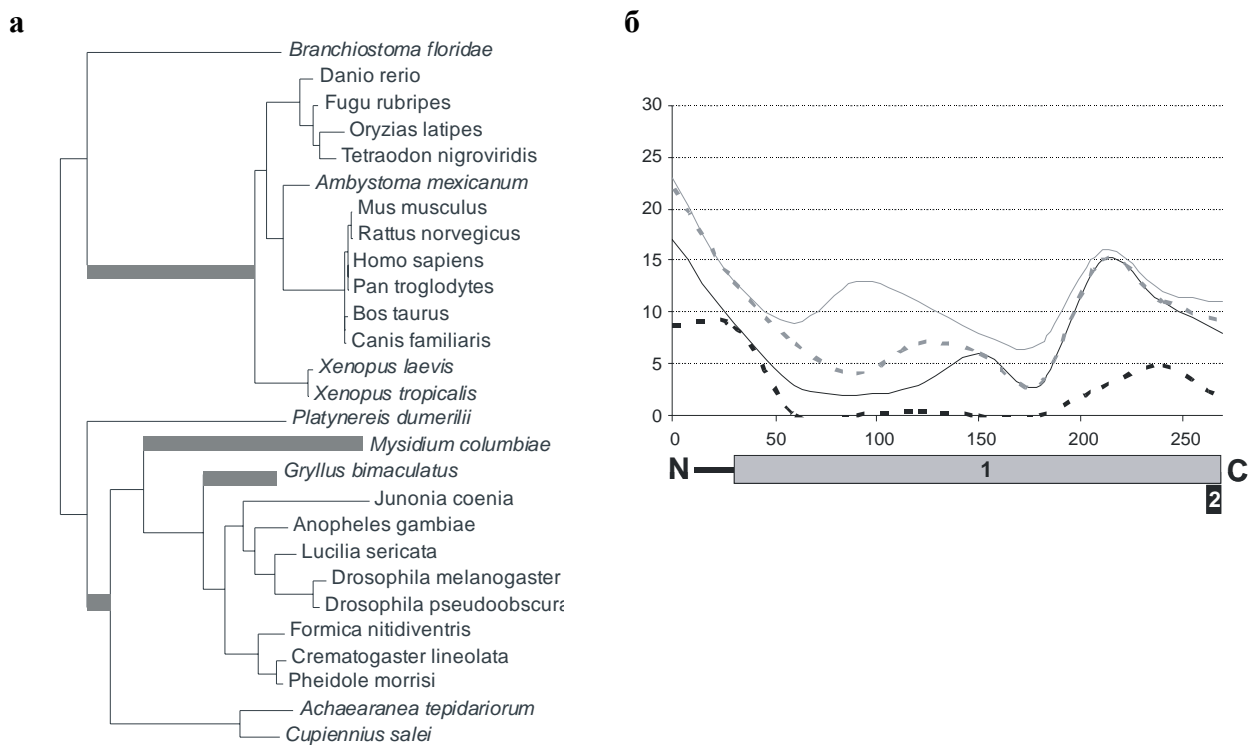 а
Branchiostoma floridae
Danio rerio
Fugu rubripes
Oryzias latipes
Tetraodon nigroviridis
Ambystoma mexicanum
Mus musculus
Rattus norvegicus
Homo sapiens
Pan troglodytes
Bos taurus
Canis familiaris
Xenopus laevis
Xenopus tropicalis
Platynereis dumerilii
Mysidium columbiae
Gryllus bimaculatus
Junonia coenia
Anopheles gambiae
Lucilia sericata
Drosophila melanogaster
Drosophila pseudoobscura
Formica nitidiventris
Crematogaster lineolata
Pheidole morrisi
Achaearanea tepidariorum
Cupiennius salei
б
30
25
20
15
10
5
0
0 50 100 150 200 250
N 1 C
2